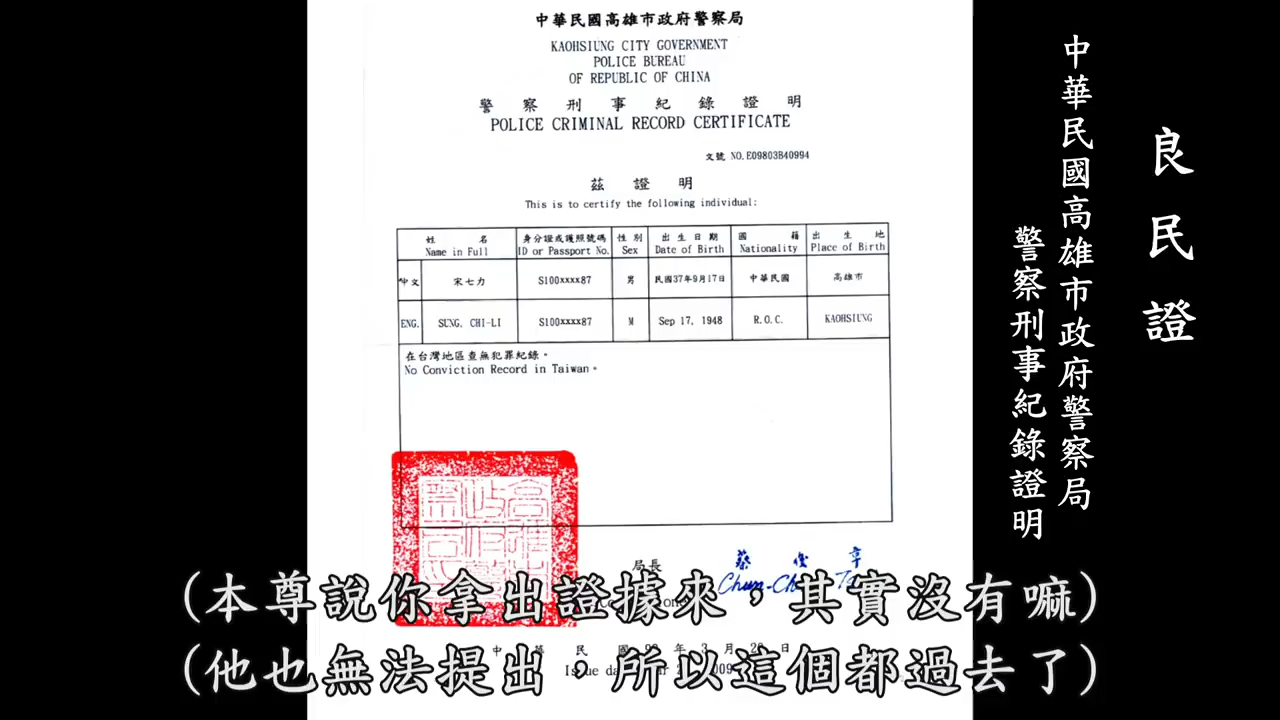 中華民國高雄市政府警察局
KAOHSIUNG CITY GOVERNMENT
POLICE BUREAU
OF REPUBLIC OF CHINA
警察刑事紀錄證明
POLICE CRIMINAL RECORD CERTIFICATE
文號 NO.E09803B40994
茲證明
This is to certify the following individual:
姓名 身分證或護照號碼 性別 出生日期 國籍 出生地
Name in Full ID or Passport No. Sex Date of Birth Nationality Place of Birth
中文 宋七力 S100xxxx87 男 民國37年9月17日 中華民國 高雄市
ENG. SUNG, CHI-LI S100xxxx87 M Sep 17, 1948 R.O.C. KAOHSIUNG
在台灣地區查無犯罪紀錄。
No Conviction Record in Taiwan。
局長 蔡俊章
中華民國
良民證
中華民國高雄市政府警察局
警察刑事紀錄證明
(本尊說你拿出證據來，其實沒有嘛)
(他也無法提出，所以這個都過去了)